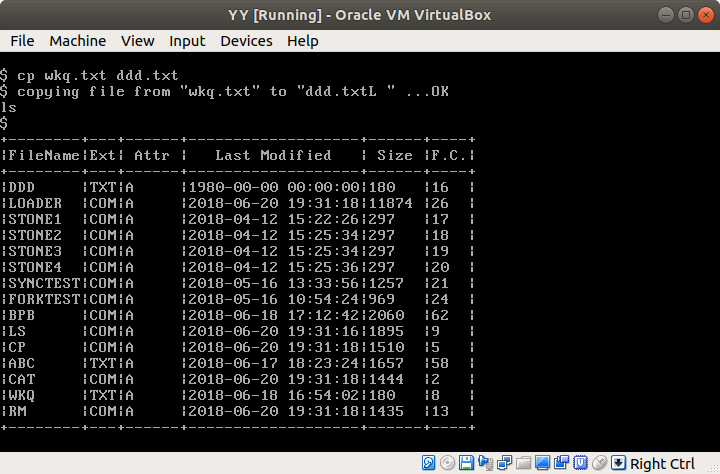 YY [Running] - Oracle VM VirtualBox
File Machine View Input Devices Help
$ cp wkq.txt ddd.txt
$ copying file from "wkq.txt" to "ddd.txtL " ...OK
ls
$
+--------+---+------+-------------------+------+----+
¦FileName¦Ext¦ Attr ¦   Last Modified   ¦ Size ¦F.C.¦
+--------+---+------+-------------------+------+----+
¦DDD     ¦TXT¦A     ¦1980-00-00 00:00:00¦180   ¦16  ¦
¦LOADER  ¦COM¦A     ¦2018-06-20 19:31:18¦11874 ¦26  ¦
¦STONE1  ¦COM¦A     ¦2018-04-12 15:22:26¦297   ¦17  ¦
¦STONE2  ¦COM¦A     ¦2018-04-12 15:25:34¦297   ¦18  ¦
¦STONE3  ¦COM¦A     ¦2018-04-12 15:25:34¦297   ¦19  ¦
¦STONE4  ¦COM¦A     ¦2018-04-12 15:25:36¦297   ¦20  ¦
¦SYNCTEST¦COM¦A     ¦2018-05-16 13:33:56¦1257  ¦21  ¦
¦FORKTEST¦COM¦A     ¦2018-05-16 10:54:24¦969   ¦24  ¦
¦BPB     ¦COM¦A     ¦2018-06-18 17:12:42¦2060  ¦62  ¦
¦LS      ¦COM¦A     ¦2018-06-20 19:31:16¦1895  ¦9   ¦
¦CP      ¦COM¦A     ¦2018-06-20 19:31:18¦1510  ¦5   ¦
¦ABC     ¦TXT¦A     ¦2018-06-17 18:23:24¦1657  ¦58  ¦
¦CAT     ¦COM¦A     ¦2018-06-20 19:31:18¦1444  ¦2   ¦
¦WKQ     ¦TXT¦A     ¦2018-06-18 16:54:02¦180   ¦8   ¦
¦RM      ¦COM¦A     ¦2018-06-20 19:31:18¦1435  ¦13  ¦
+--------+---+------+-------------------+------+----+
Right Ctrl